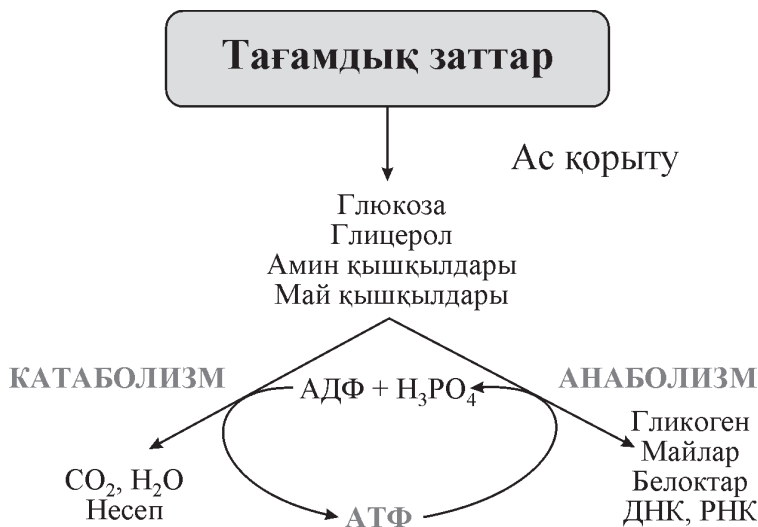 Тағамдық заттар
Ас қорыту
Глюкоза
Глицерол
Амин қышқылдары
Май қышқылдары
КАТАБОЛИЗМ
АДФ + H₃PO₄
АНАБОЛИЗМ
CO₂, H₂O
Несеп
АТФ
Гликоген
Майлар
Белоктар
ДНК, РНК